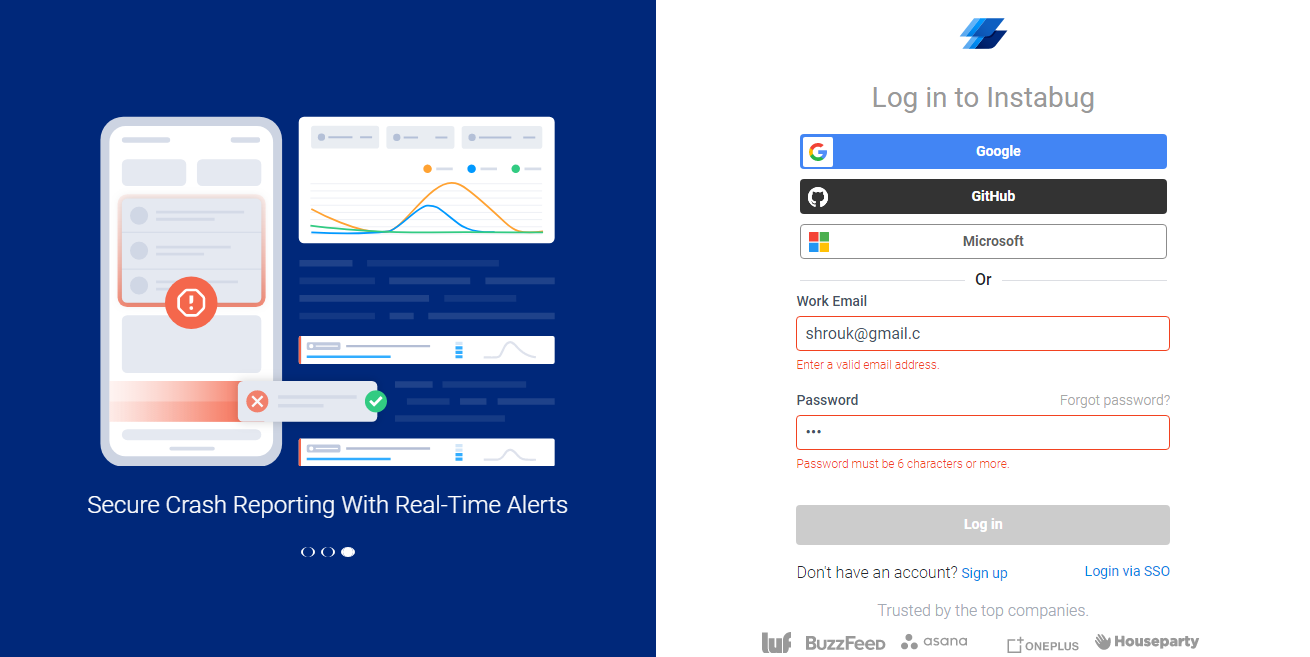 Secure Crash Reporting With Real-Time Alerts
Log in to Instabug
Google
GitHub
Microsoft
Or
Work Email
shrouk@gmail.c
Enter a valid email address.
Password Forgot password?
•••
Password must be 6 characters or more.
Log in
Don't have an account? Sign up Login via SSO
Trusted by the top companies.
luf BuzzFeed asana ONEPLUS Houseparty